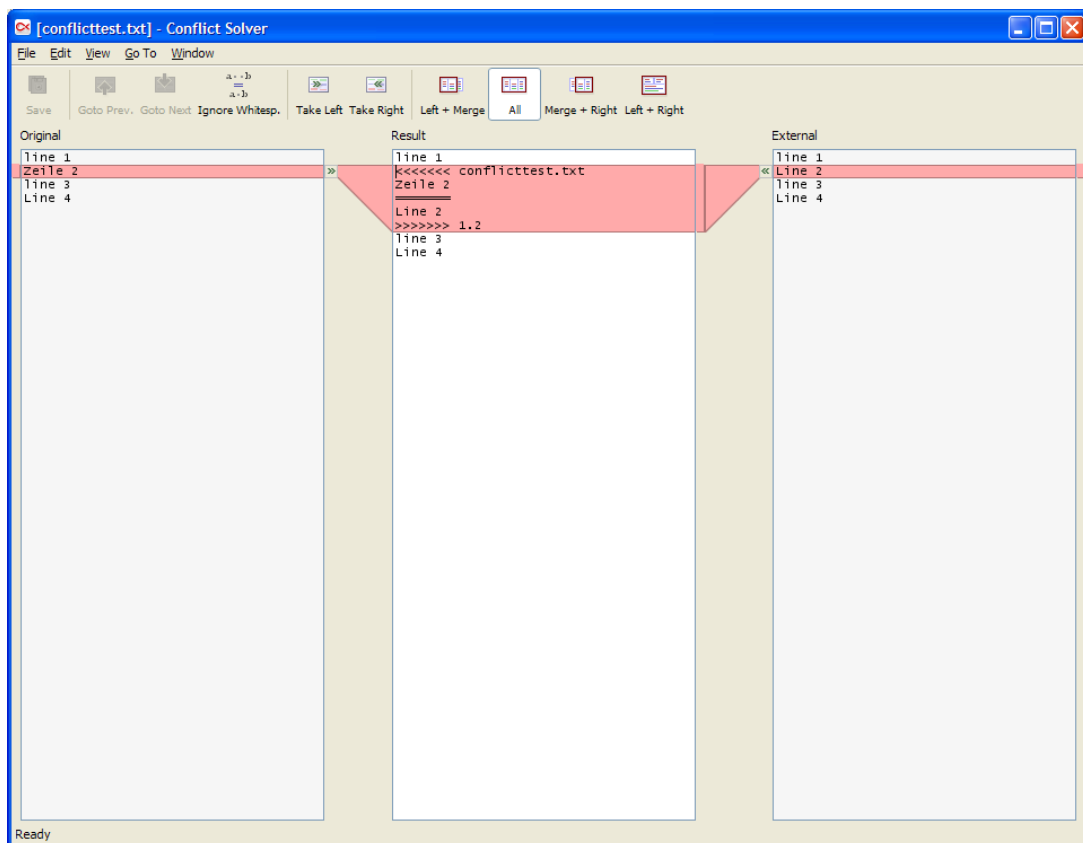 [conflicttest.txt] - Conflict Solver
File Edit View Go To Window
a--b
=
a-b
Save Goto Prev. Goto Next Ignore Whitesp. Take Left Take Right Left + Merge All Merge + Right Left + Right
Original Result External
line 1
Zeile 2
line 3
Line 4
»
line 1
<<<<<<< conflicttest.txt
Zeile 2
=======
Line 2
>>>>>>> 1.2
line 3
Line 4
«
line 1
Line 2
line 3
Line 4
Ready